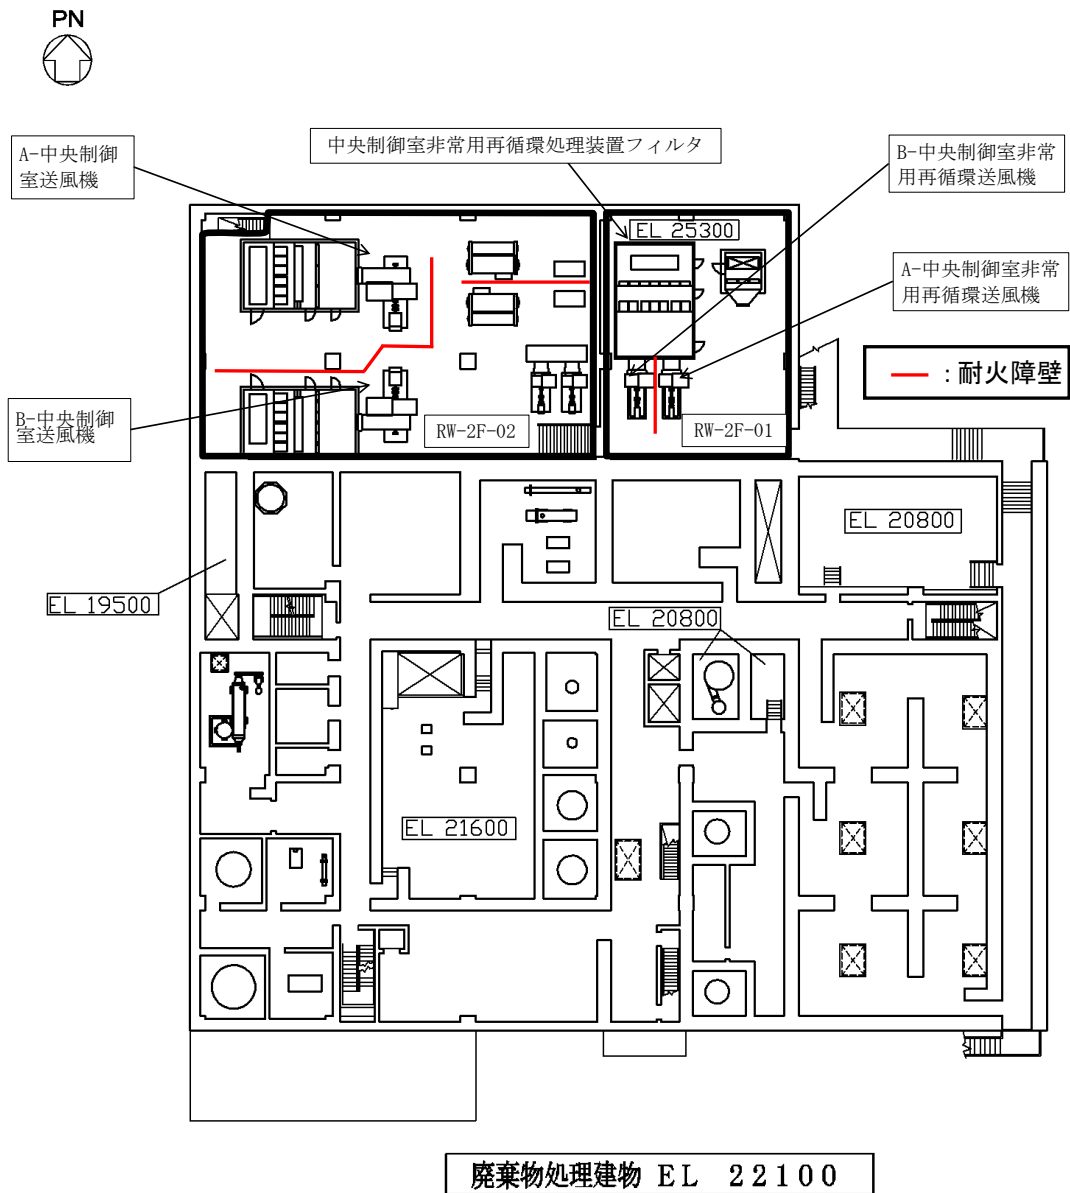 PN
A-中央制御
室送風機
中央制御室非常用再循環処理装置フィルタ
B-中央制御室非常
用再循環送風機
EL 25300
A-中央制御室非常
用再循環送風機
━ : 耐火障壁
B-中央制御
室送風機
RW-2F-02
RW-2F-01
EL 20800
EL 19500
EL 20800
EL 21600
廃棄物処理建物 EL 22100